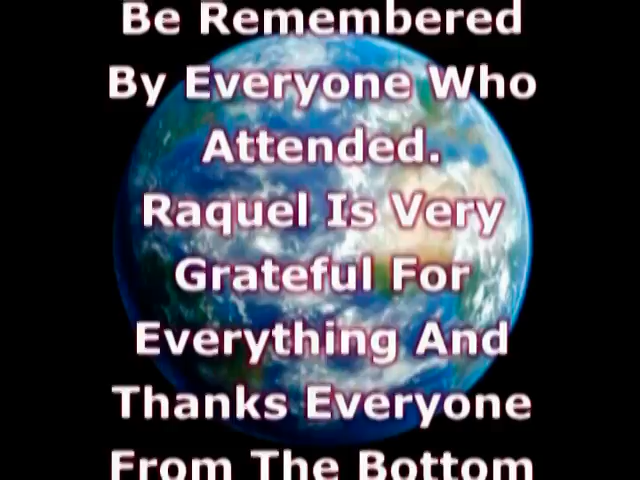 Be Remembered
By Everyone Who
Attended.
Raquel Is Very
Grateful For
Everything And
Thanks Everyone
From The Bottom